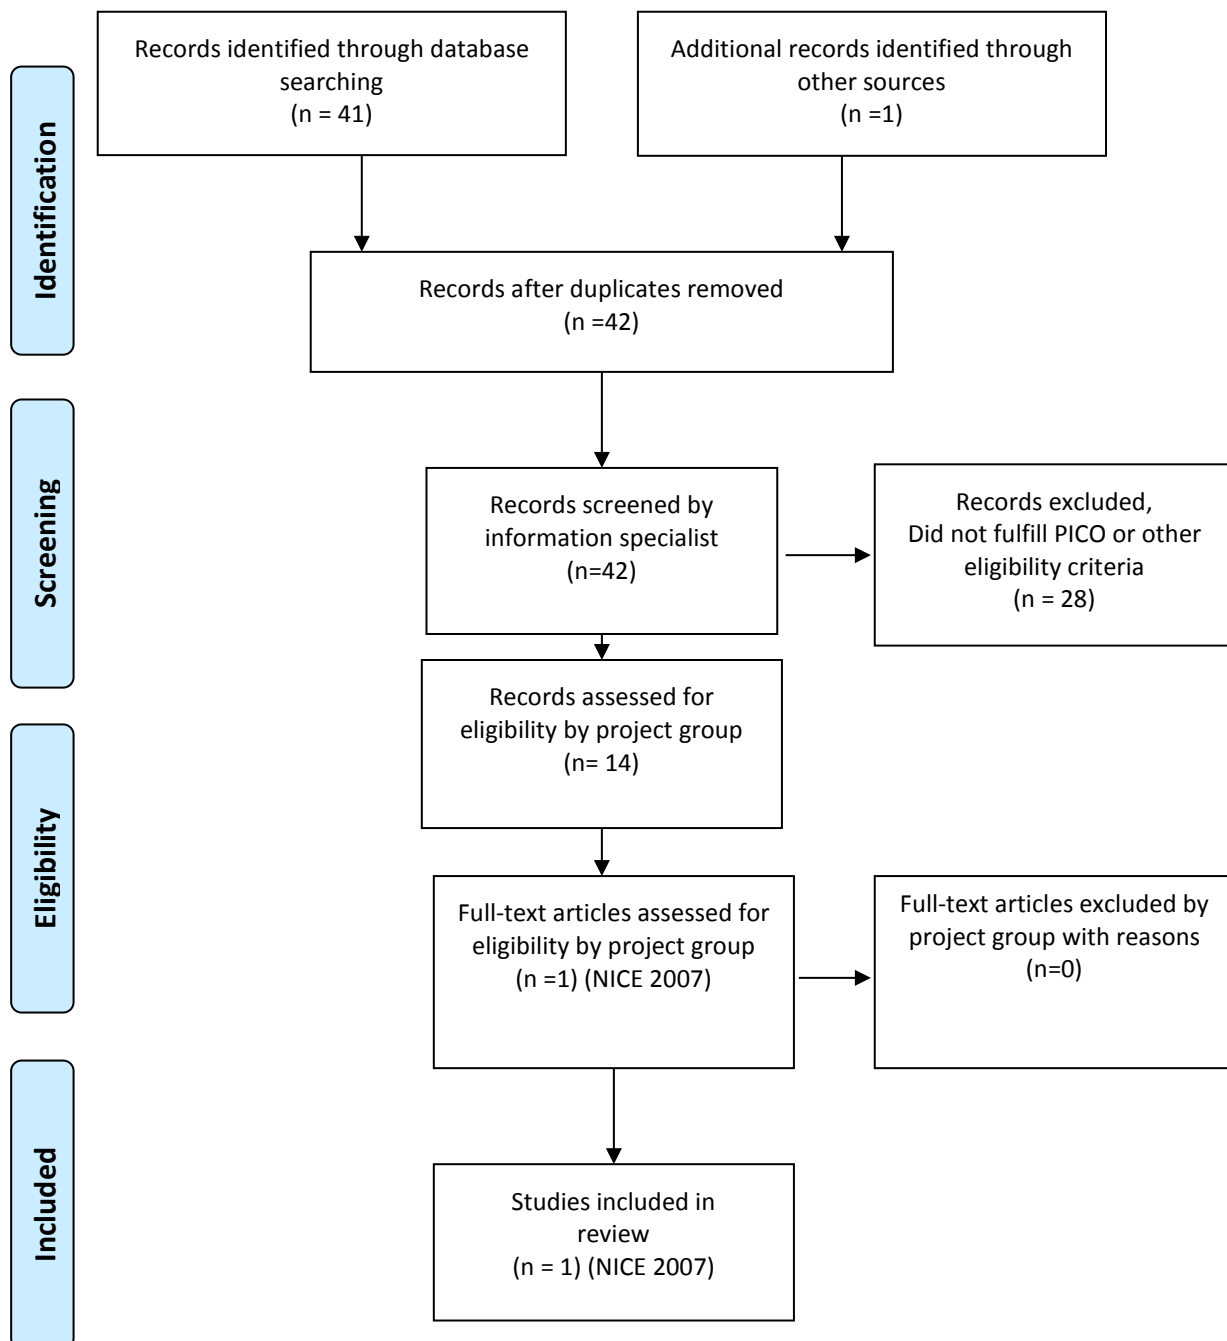 Records identified through database
searching
(n = 41)
Additional records identified through
other sources
(n =1)
Identification
Records after duplicates removed
(n =42)
Screening
Records screened by
information specialist
(n=42)
Records excluded,
Did not fulfill PICO or other
eligibility criteria
(n = 28)
Records assessed for
eligibility by project group
(n= 14)
Eligibility
Full-text articles assessed for
eligibility by project group
(n =1) (NICE 2007)
Full-text articles excluded by
project group with reasons
(n=0)
Included
Studies included in
review
(n = 1) (NICE 2007)